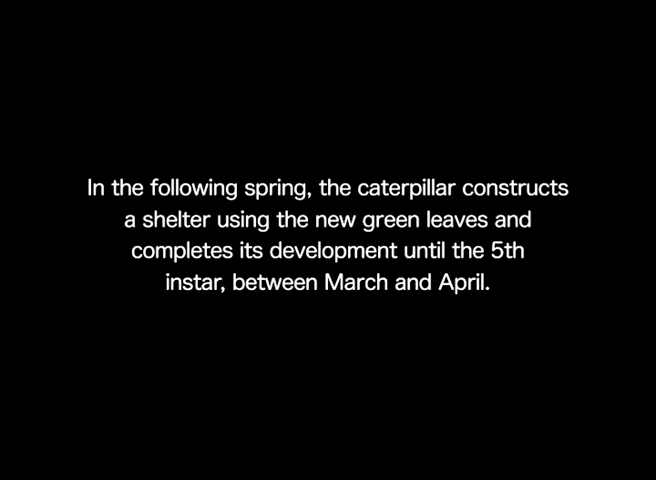 In the following spring, the caterpillar constructs
a shelter using the new green leaves and
completes its development until the 5th
instar, between March and April.